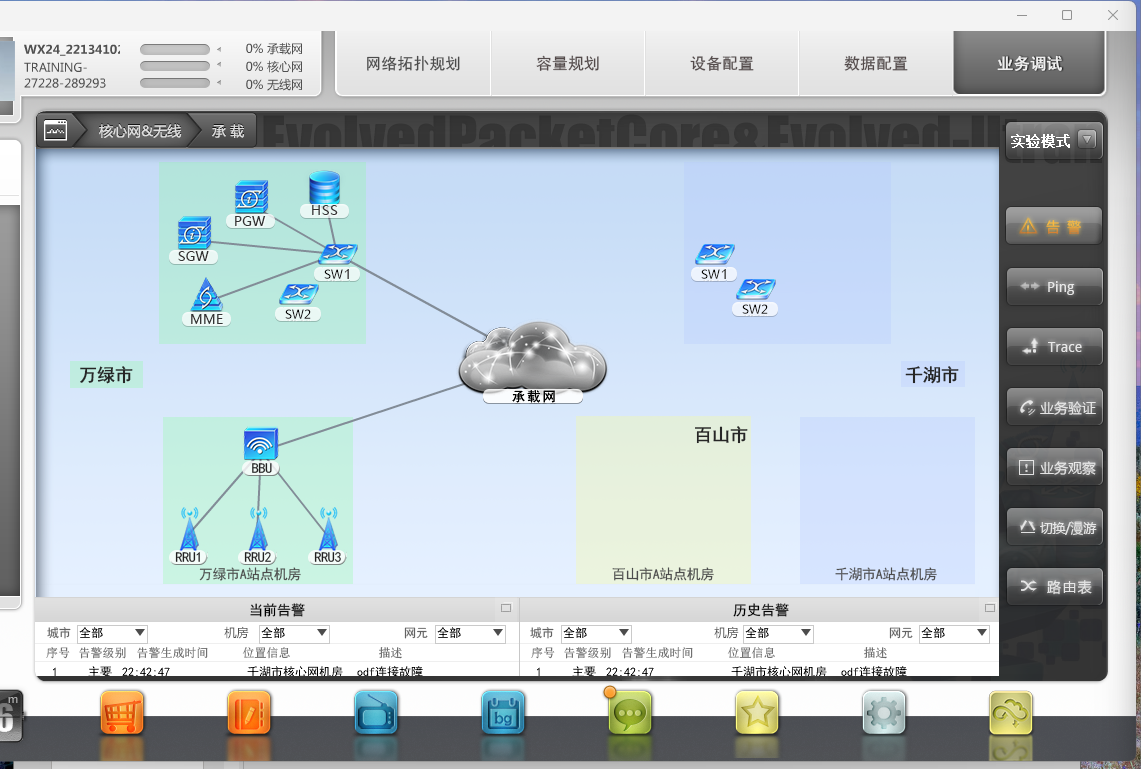 WX24_22134102
TRAINING-
27228-289293
0% 承载网
0% 核心网
0% 无线网
网络拓扑规划
容量规划
设备配置
数据配置
业务调试
核心网&无线
承 载
EvolvedPacketCore&Evolved-U
实验模式
告 警
Ping
Trace
业务验证
业务观察
切换/漫游
路由表
PGW
HSS
SGW
SW1
MME
SW2
SW1
SW2
万绿市
承载网
千湖市
百山市
BBU
RRU1
RRU2
RRU3
万绿市A站点机房
百山市A站点机房
千湖市A站点机房
当前告警
历史告警
城市 全部 机房 全部 网元 全部
城市 全部 机房 全部 网元 全部
序号 告警级别 告警生成时间 位置信息 描述
序号 告警级别 告警生成时间 位置信息 描述
1 主要 22:42:47 千湖市核心网机房 odf连接故障
1 主要 22:42:47 千湖市核心网机房 odf连接故障
m
6
bg